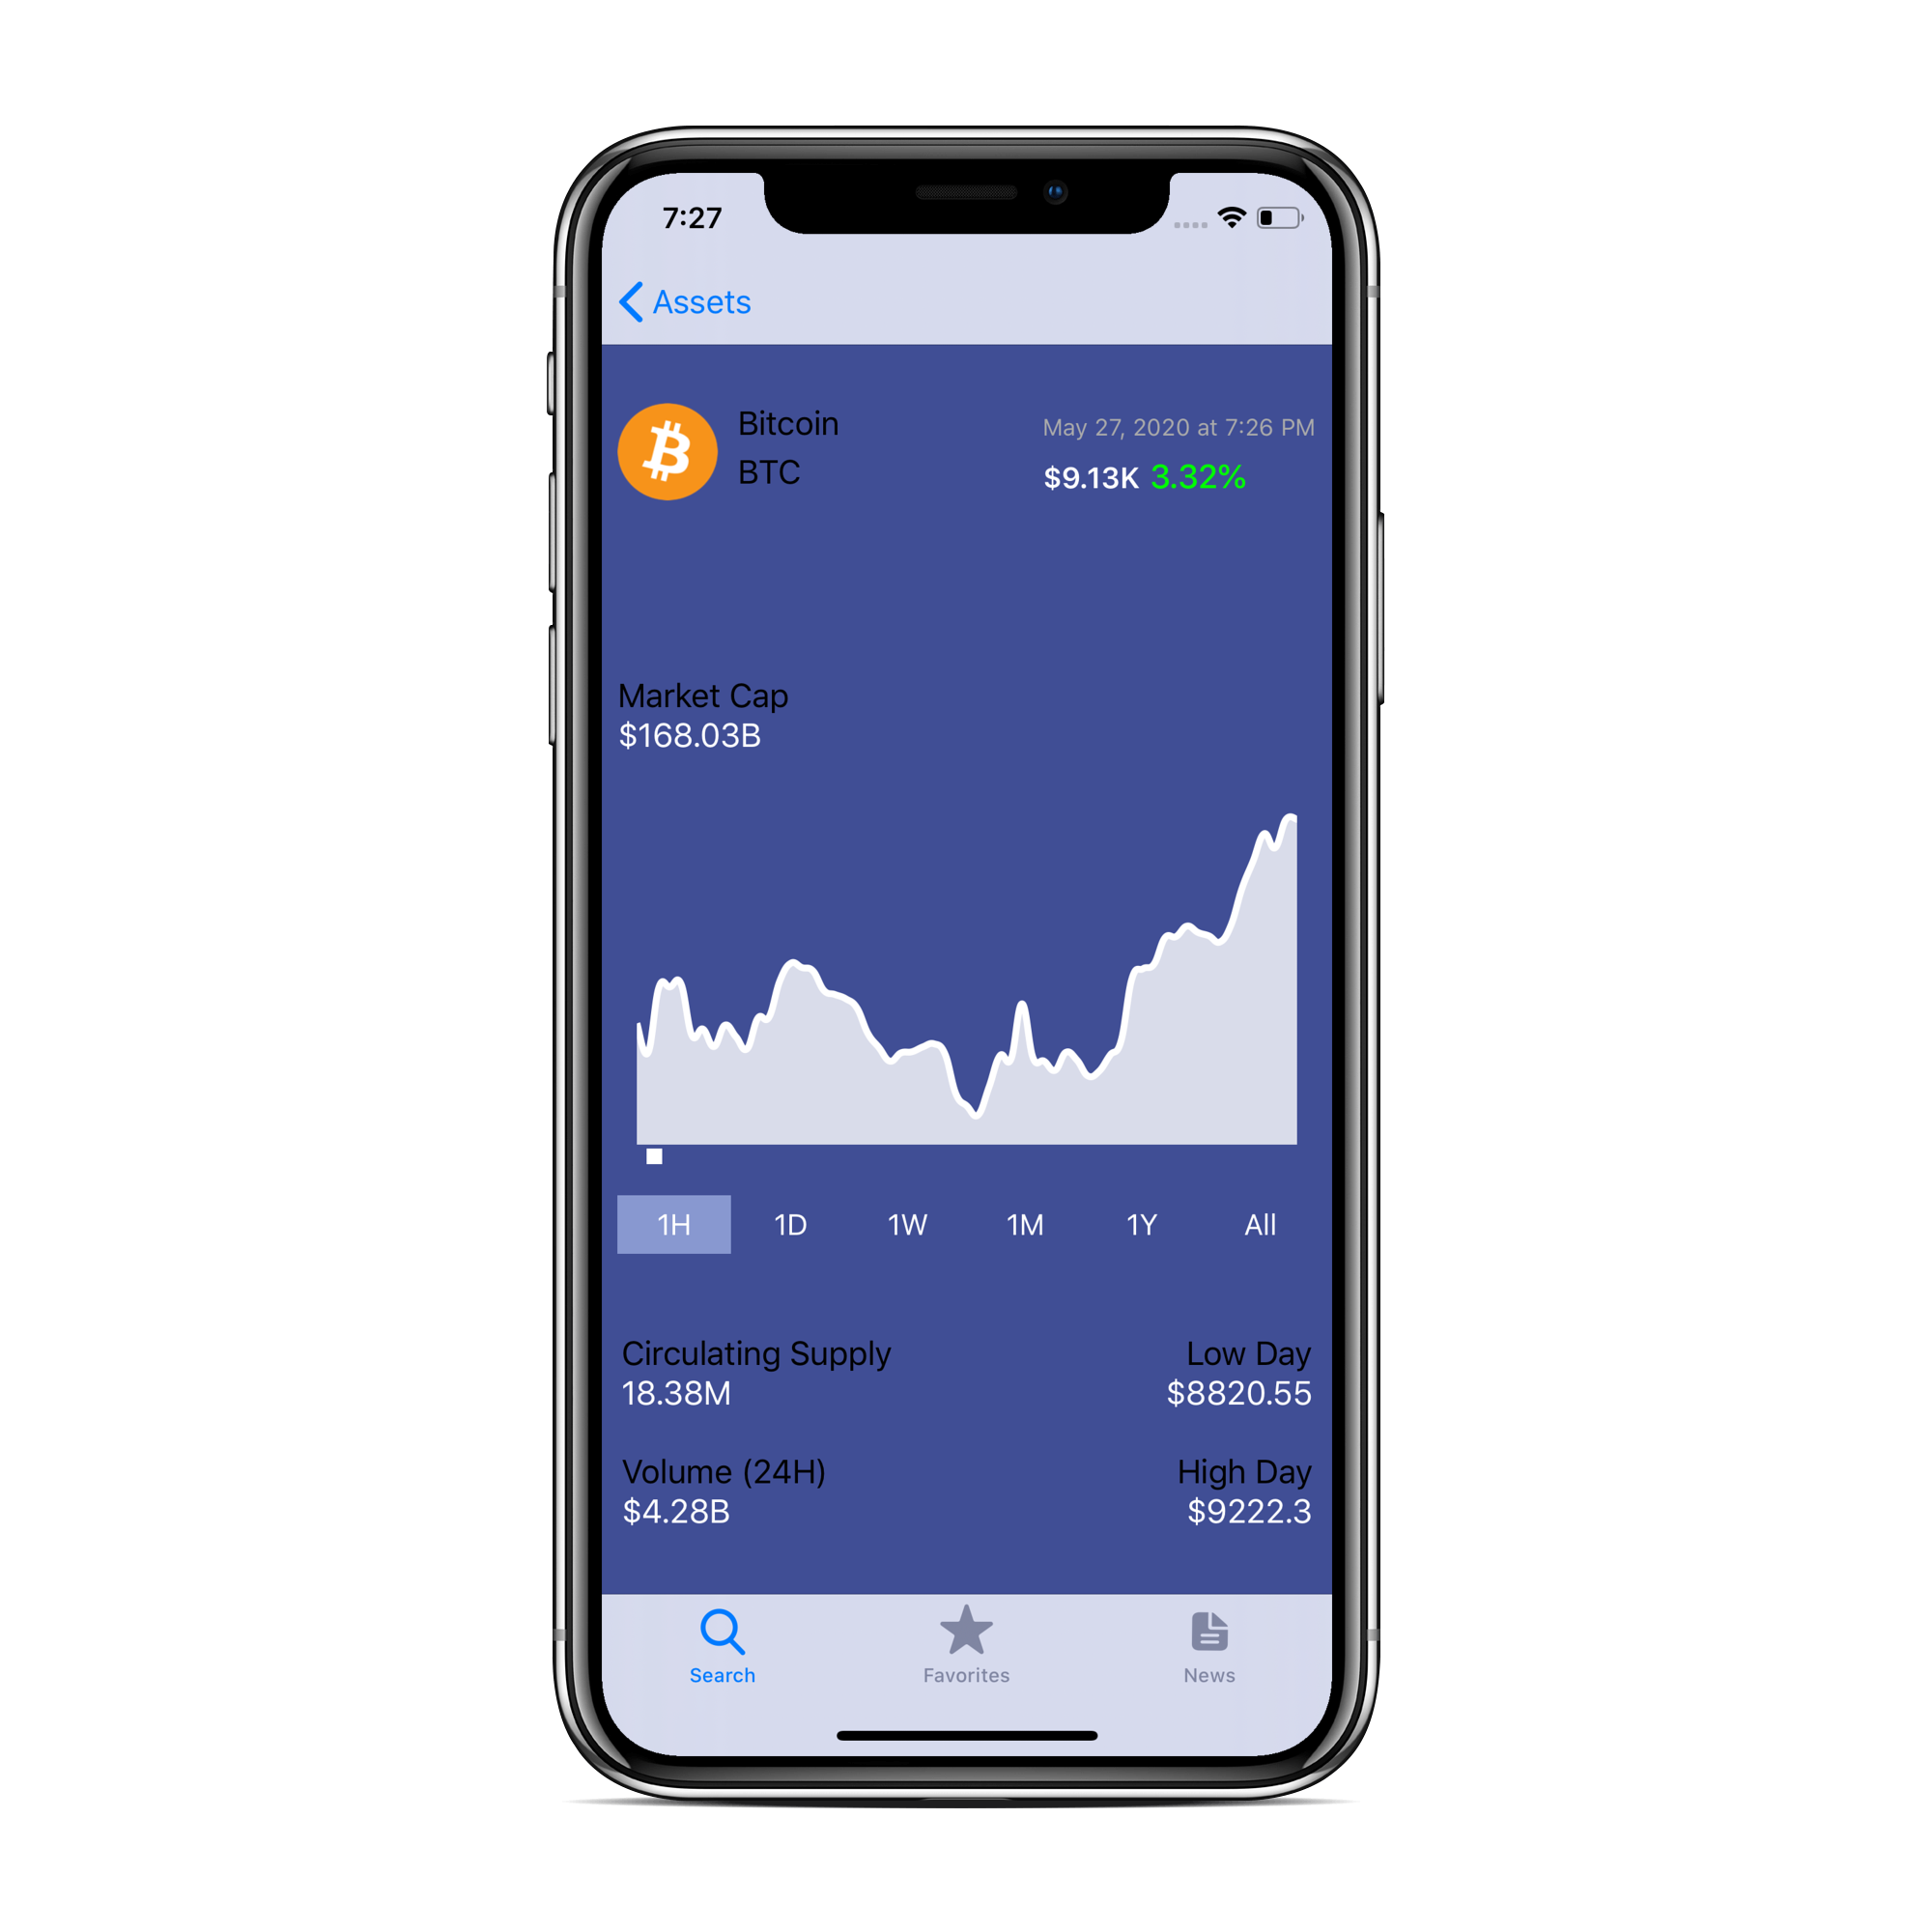 7:27
Assets
Bitcoin
BTC
May 27, 2020 at 7:26 PM
$9.13K 3.32%
Market Cap
$168.03B
1H 1D 1W 1M 1Y All
Circulating Supply
18.38M
Low Day
$8820.55
Volume (24H)
$4.28B
High Day
$9222.3
Search Favorites News